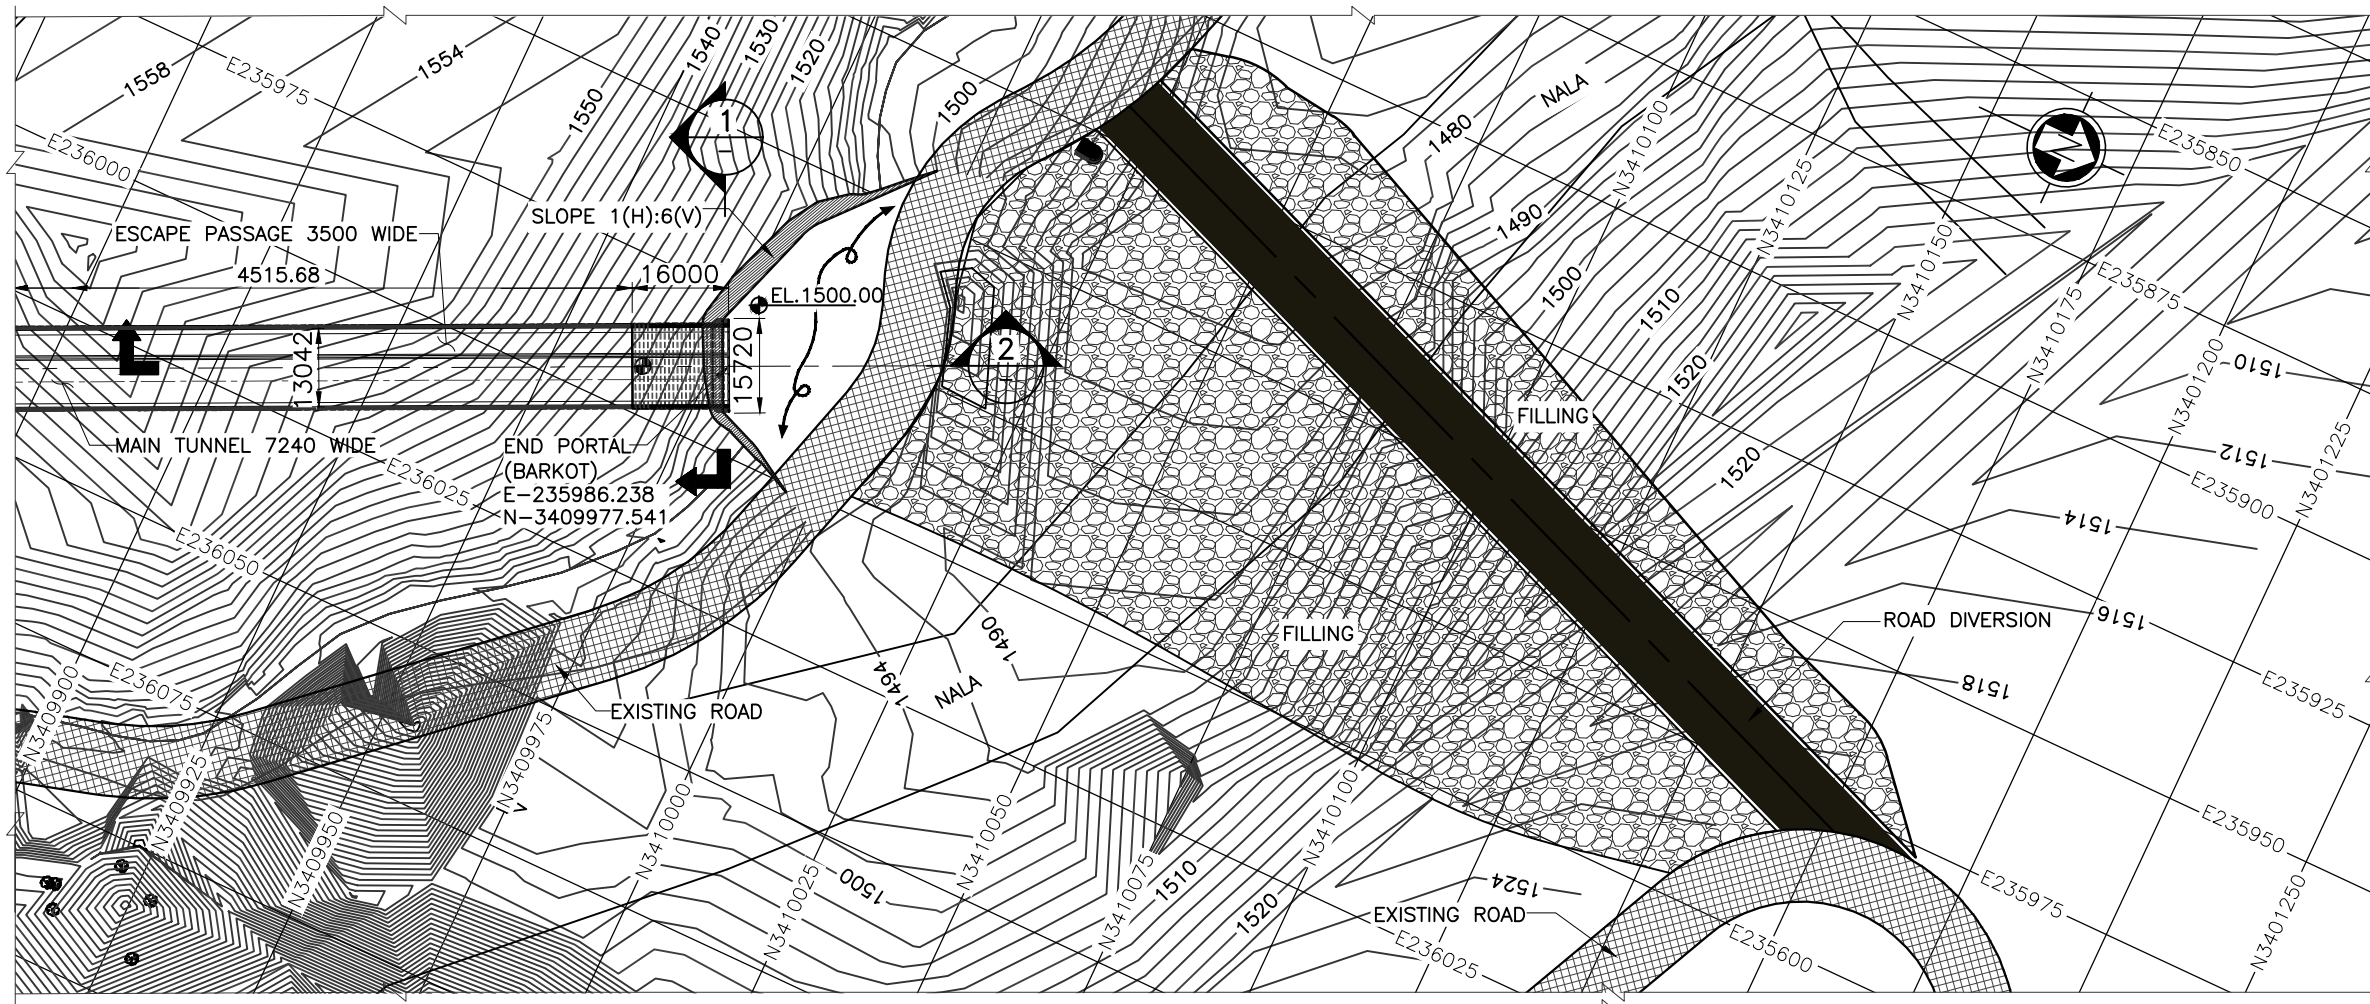 1558
E235975
1554
1550
1540
1530
1520
1500
NALA
1480
N3410100
E235850
E236000
1
ESCAPE PASSAGE 3500 WIDE
SLOPE 1(H):6(V)
4515.68
16000
EL.1500.00
1490
N3410125
1500
1510
N3410150
E235875
N3410175
N3401200
1510
13042
15720
2
1520
FILLING
N3401225
MAIN TUNNEL 7240 WIDE
END PORTAL
(BARKOT)
E-235986.238
N-3409977.541
E236025
1520
1512
E235900
1514
E236050
FILLING
1490
ROAD DIVERSION
1516
E236075
1494
NALA
1518
E235925
EXISTING ROAD
N3409900
N3409925
N3409950
N3409975
N3410000
N3410025
N3410050
N3410075
N3410100
1500
1510
1520
1524
E235950
E235975
EXISTING ROAD
E236025
E235600
N3401250